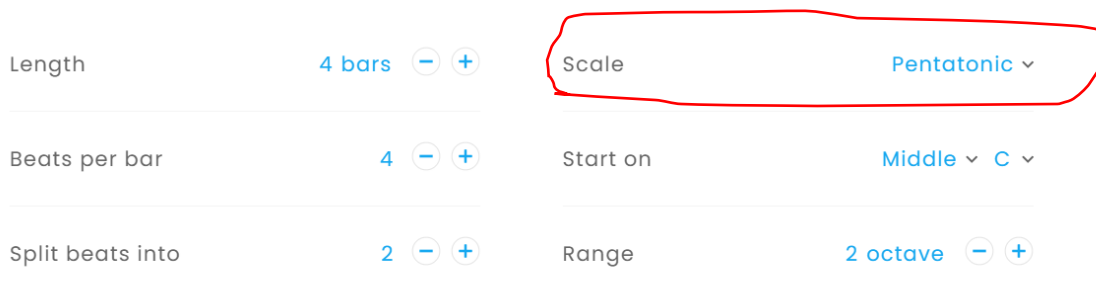 Length 4 bars − +
Scale Pentatonic
Beats per bar 4 − +
Start on Middle C
Split beats into 2 − +
Range 2 octave − +